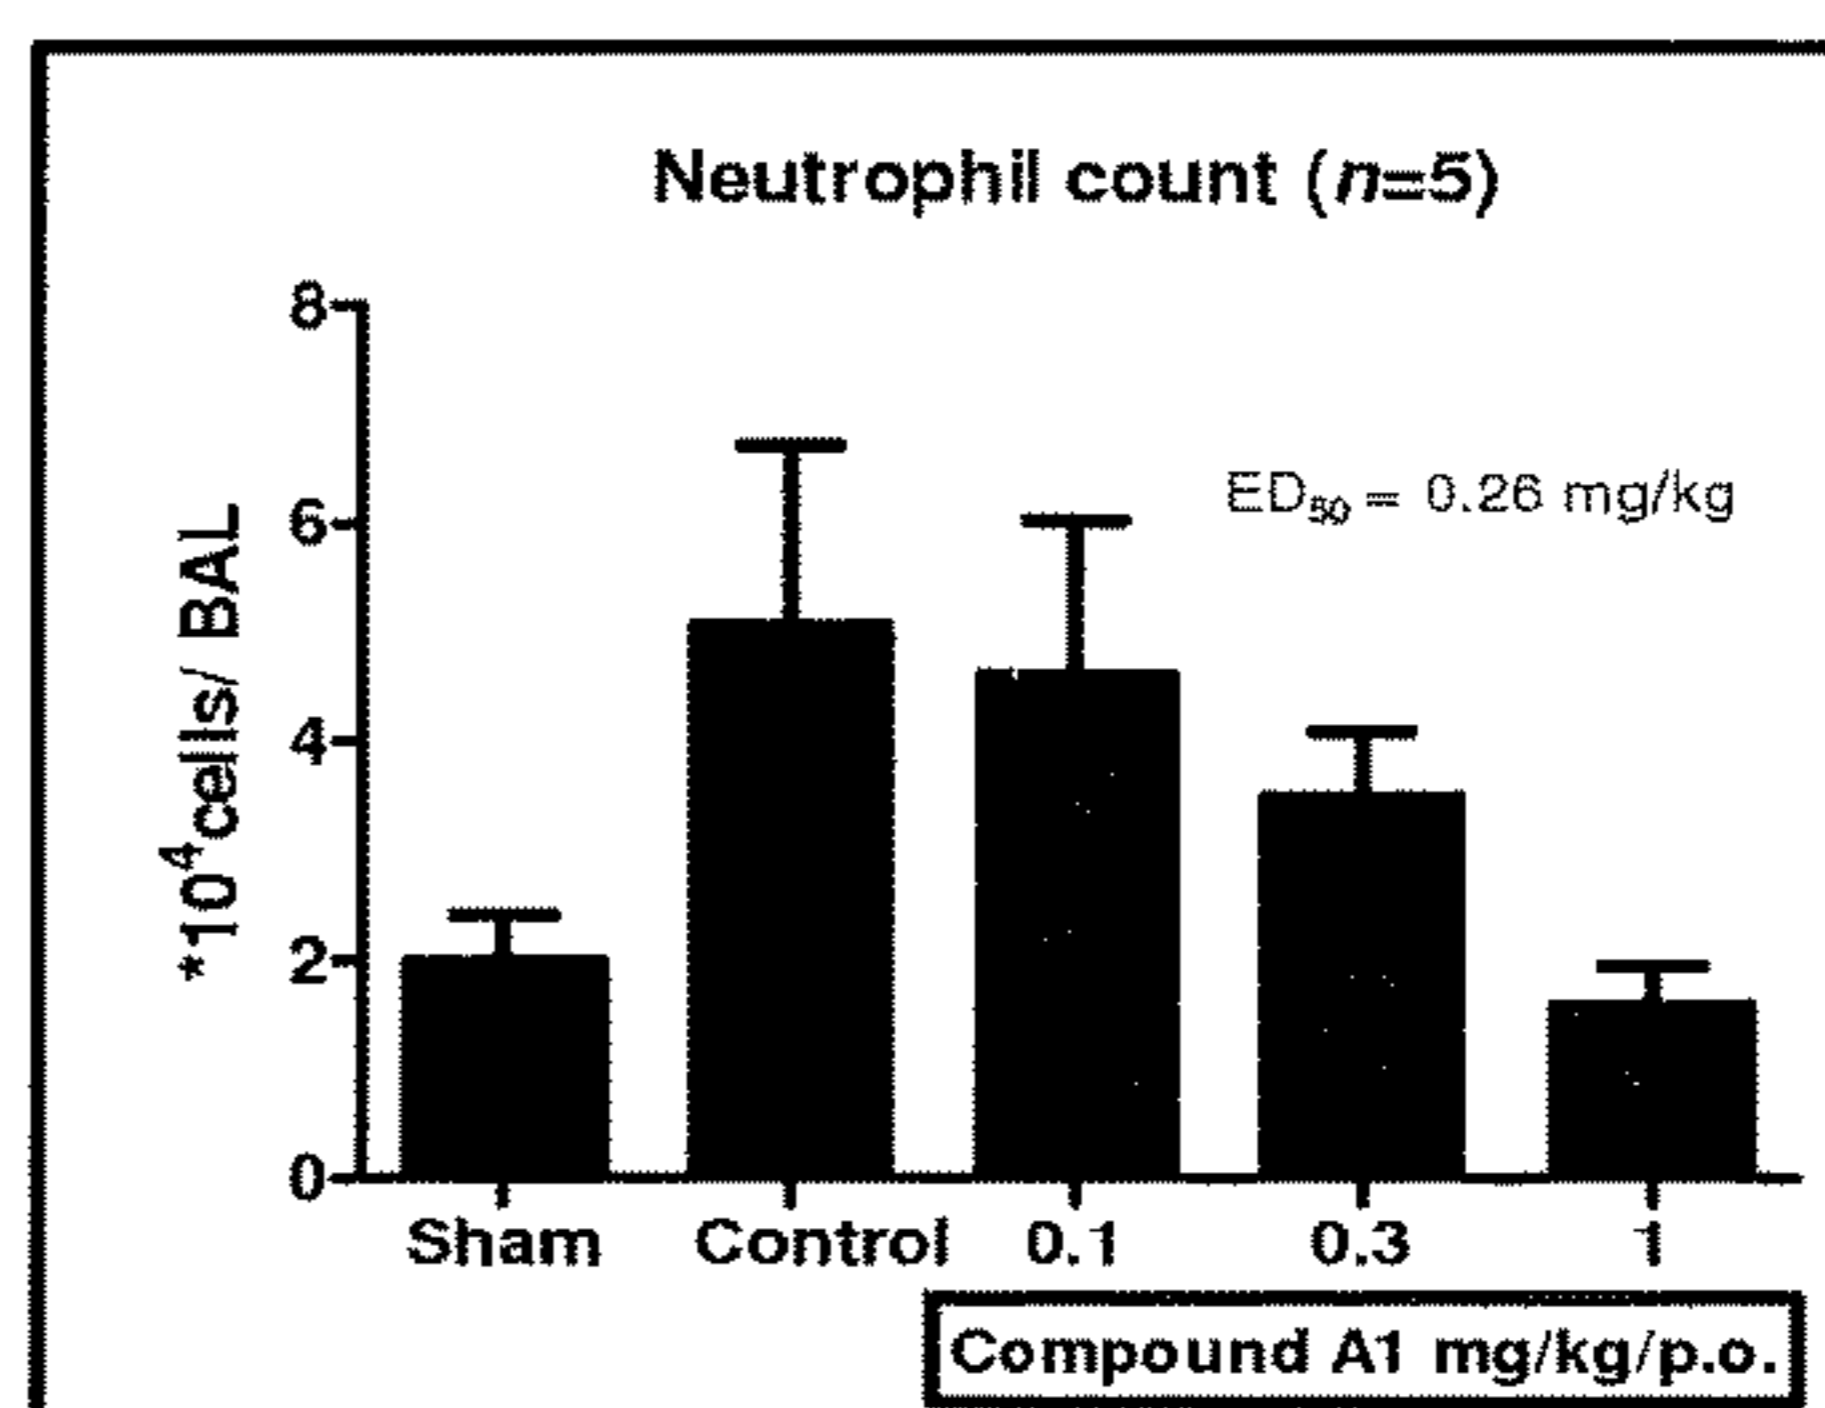 Neutrophil count (n=5)
8
6
4
2
0
*10⁴cells/ BAL
ED₅₀ = 0.26 mg/kg
Sham Control 0.1 0.3 1
Compound A1 mg/kg/p.o.